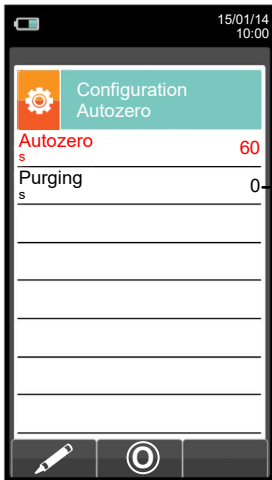 15/01/14
10:00
Configuration
Autozero
Autozero 60
s
Purging 0
s